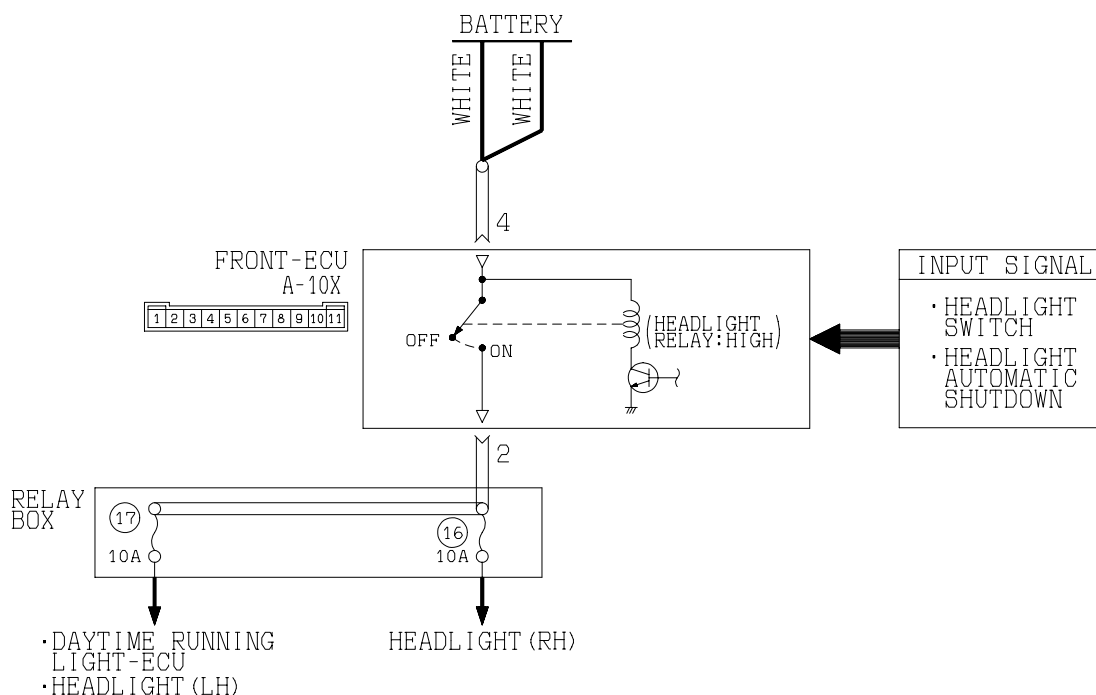 BATTERY
WHITE
WHITE
4
FRONT-ECU
A-10X
1 2 3 4 5 6 7 8 9 10 11
OFF
ON
(HEADLIGHT
RELAY:HIGH)
INPUT SIGNAL
·HEADLIGHT
SWITCH
·HEADLIGHT
AUTOMATIC
SHUTDOWN
2
RELAY
BOX
17
10A
16
10A
·DAYTIME RUNNING
LIGHT-ECU
·HEADLIGHT(LH)
HEADLIGHT(RH)